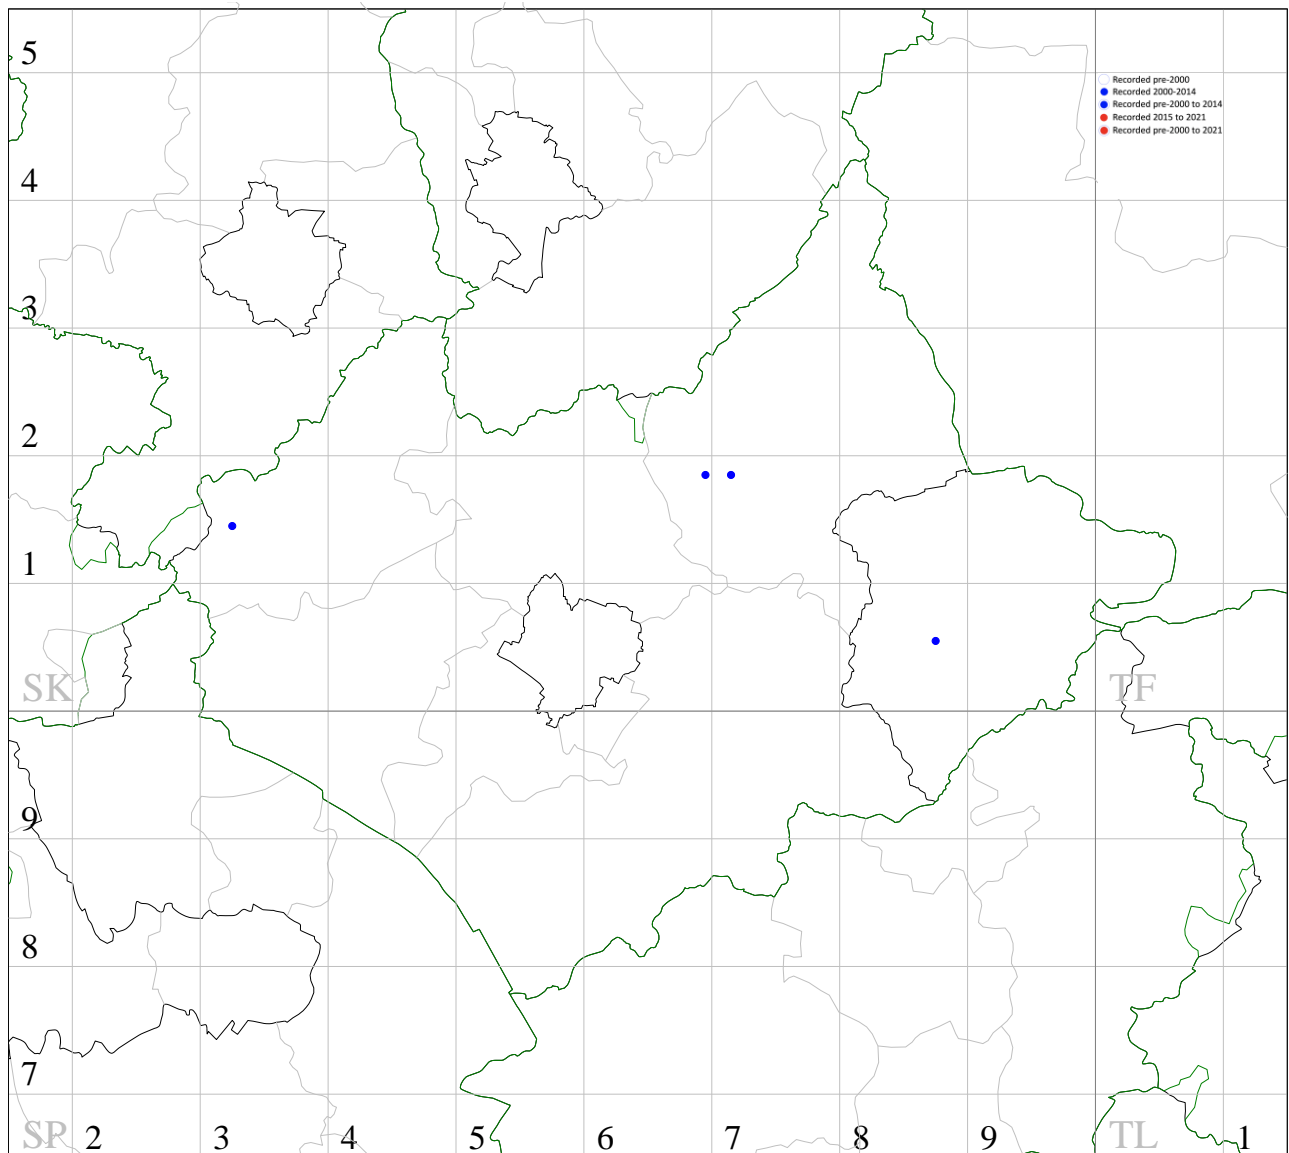 5
Recorded pre-2000
Recorded 2000-2014
Recorded pre-2000 to 2014
Recorded 2015 to 2021
Recorded pre-2000 to 2021
4
3
2
1
SK TF
9
8
7
SP 2 3 4 5 6 7 8 9 TL 1